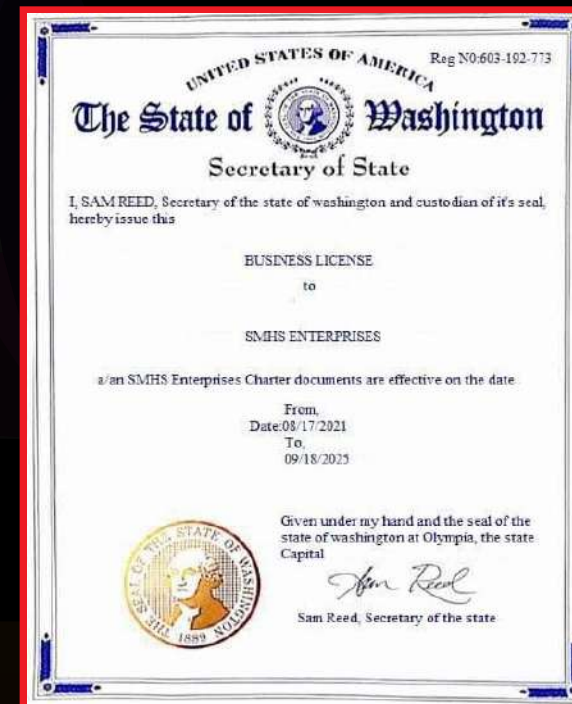 UNITED STATES OF AMERICA
Reg N0:603-192-773
The State of Washington
Secretary of State
I, SAM REED, Secretary of the state of washington and custodian of it's seal,
hereby issue this
BUSINESS LICENSE
to
SMHS ENTERPRISES
a/an SMHS Enterprises Charter documents are effective on the date
From,
Date:08/17/2021
To,
09/18/2025
Given under my hand and the seal of the
state of washington at Olympia, the state
Capital
Sam Reed
Sam Reed, Secretary of the state
THE SEAL OF THE STATE OF WASHINGTON
1889